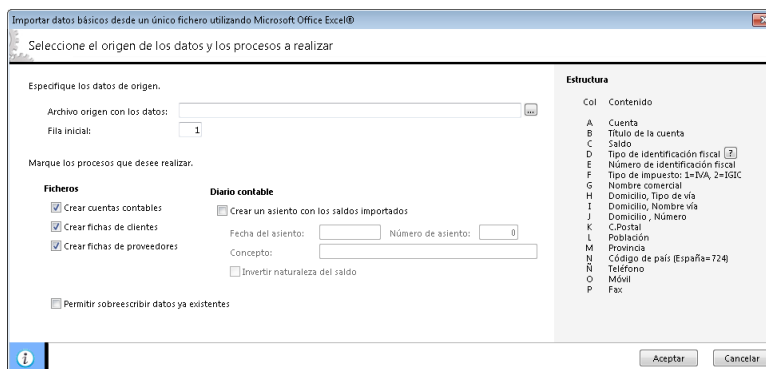 Importar datos básicos desde un único fichero utilizando Microsoft Office Excel®
Seleccione el origen de los datos y los procesos a realizar
Especifique los datos de origen.
Archivo origen con los datos:
...
Fila inicial:
1
Marque los procesos que desee realizar.
Ficheros
Crear cuentas contables
Crear fichas de clientes
Crear fichas de proveedores
Diario contable
Crear un asiento con los saldos importados
Fecha del asiento:
Número de asiento:
0
Concepto:
Invertir naturaleza del saldo
Permitir sobreescribir datos ya existentes
Estructura
Col Contenido
A Cuenta
B Título de la cuenta
C Saldo
D Tipo de identificación fiscal ?
E Número de identificación fiscal
F Tipo de impuesto: 1=IVA, 2=IGIC
G Nombre comercial
H Domicilio, Tipo de vía
I Domicilio, Nombre vía
J Domicilio , Número
K C.Postal
L Población
M Provincia
N Código de país (España=724)
Ñ Teléfono
O Móvil
P Fax
i
Aceptar
Cancelar